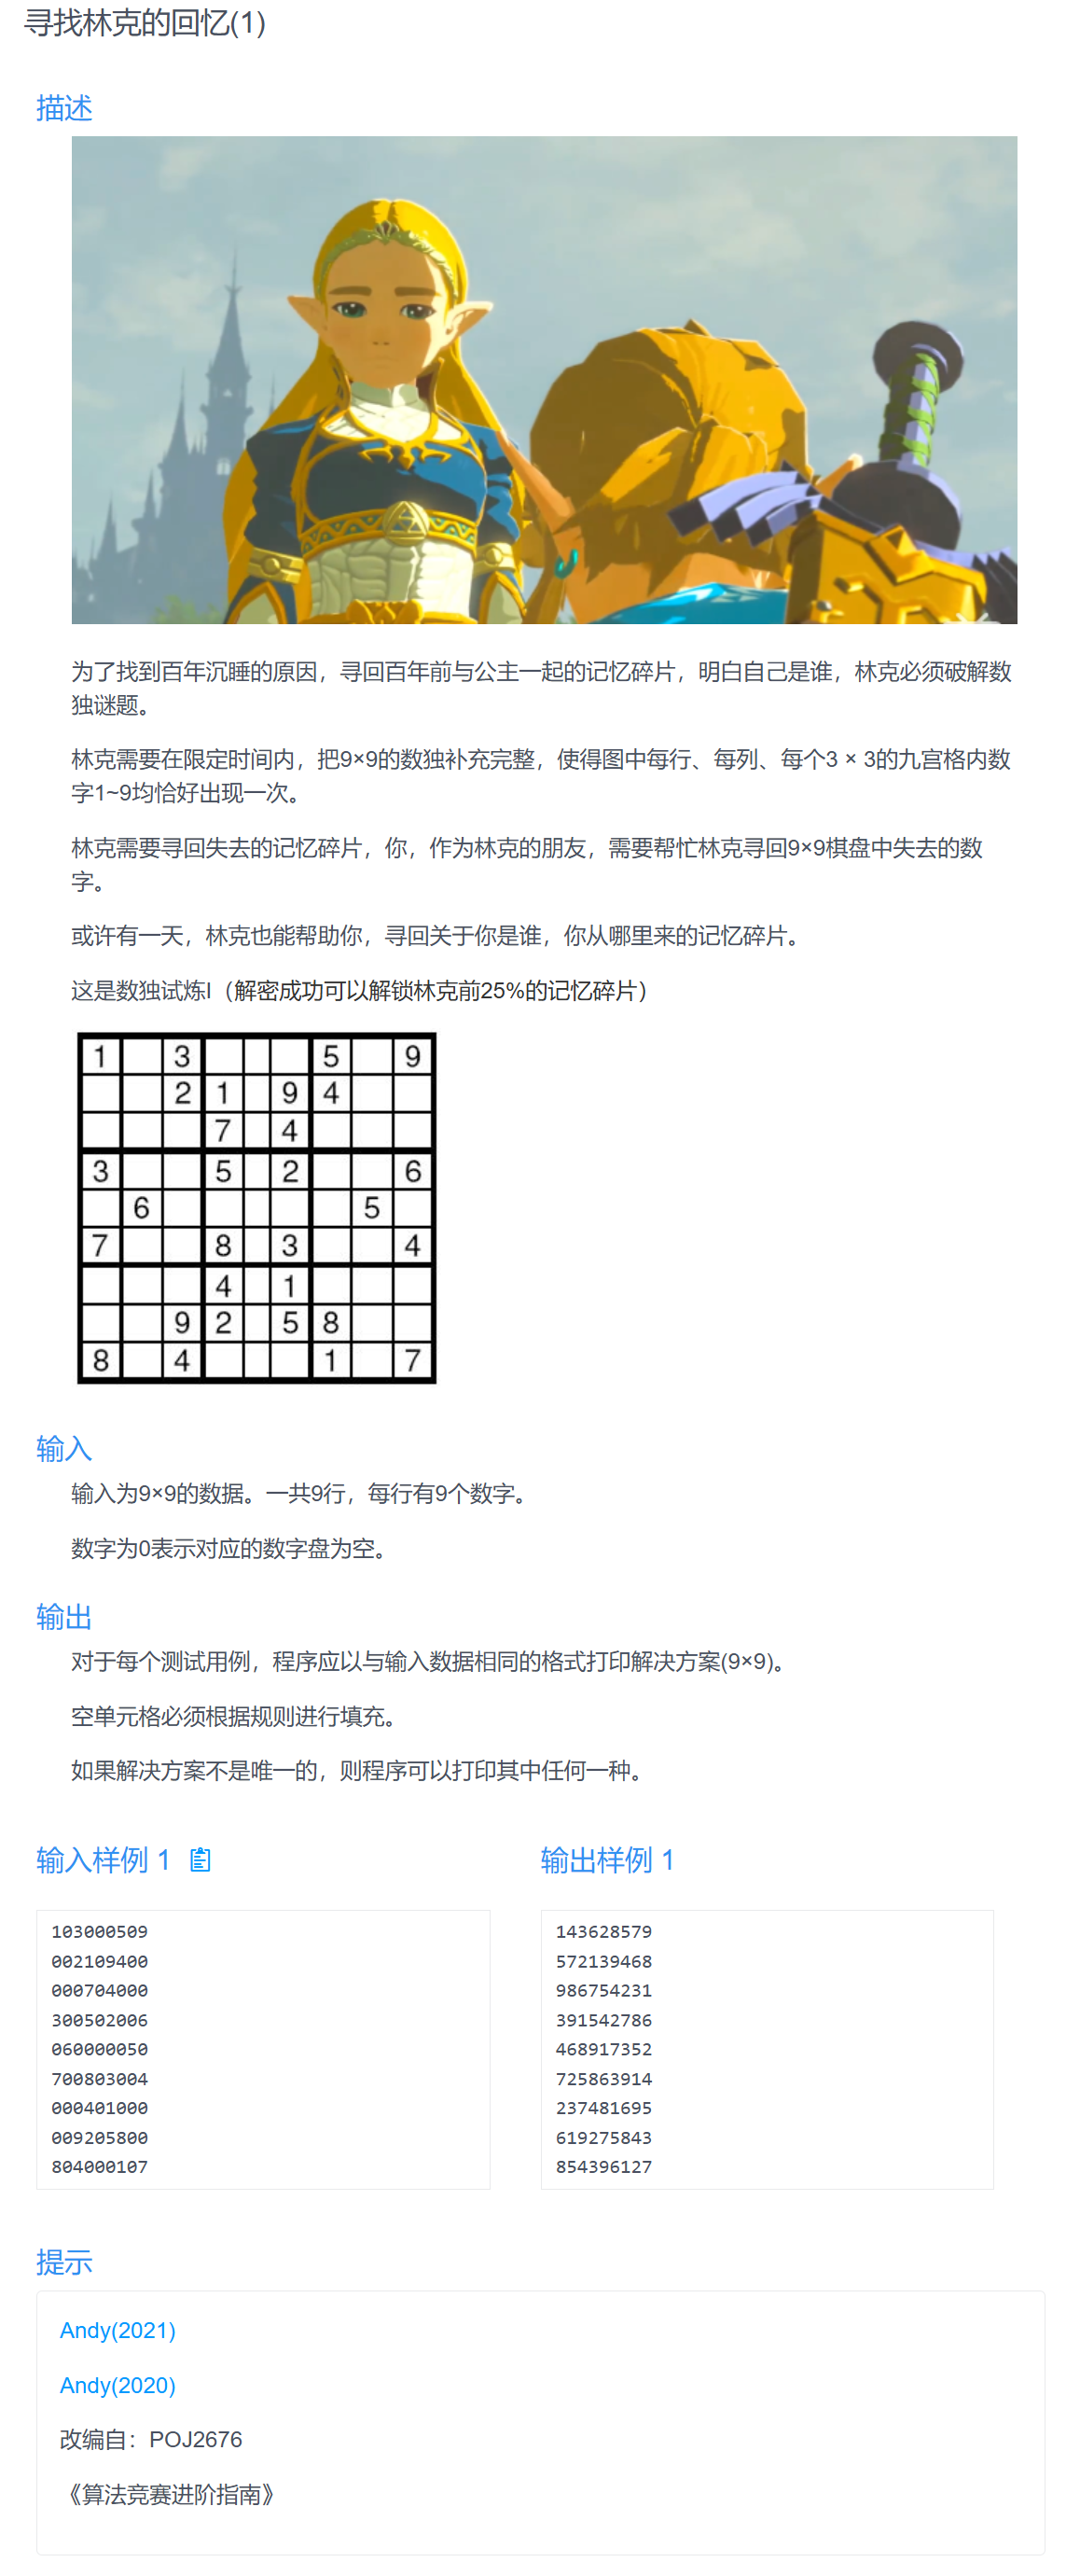 寻找林克的回忆(1)
描述
为了找到百年沉睡的原因，寻回百年前与公主一起的记忆碎片，明白自己是谁，林克必须破解数
独谜题。
林克需要在限定时间内，把9×9的数独补充完整，使得图中每行、每列、每个3 × 3的九宫格内数
字1~9均恰好出现一次。
林克需要寻回失去的记忆碎片，你，作为林克的朋友，需要帮忙林克寻回9×9棋盘中失去的数
字。
或许有一天，林克也能帮助你，寻回关于你是谁，你从哪里来的记忆碎片。
这是数独试炼I（解密成功可以解锁林克前25%的记忆碎片）
1 3 5 9
2 1 9 4
7 4
3 5 2 6
6 5
7 8 3 4
4 1
9 2 5 8
8 4 1 7
输入
输入为9×9的数据。一共9行，每行有9个数字。
数字为0表示对应的数字盘为空。
输出
对于每个测试用例，程序应以与输入数据相同的格式打印解决方案(9×9)。
空单元格必须根据规则进行填充。
如果解决方案不是唯一的，则程序可以打印其中任何一种。
输入样例 1
103000509
002109400
000704000
300502006
060000050
700803004
000401000
009205800
804000107
输出样例 1
143628579
572139468
986754231
391542786
468917352
725863914
237481695
619275843
854396127
提示
Andy(2021)
Andy(2020)
改编自：POJ2676
《算法竞赛进阶指南》